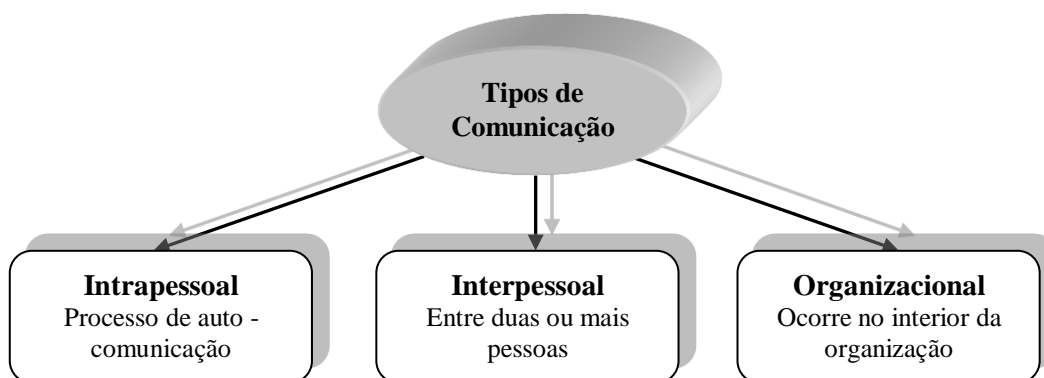 Tipos de
Comunicação
Intrapessoal
Processo de auto -
comunicação
Interpessoal
Entre duas ou mais
pessoas
Organizacional
Ocorre no interior da
organização